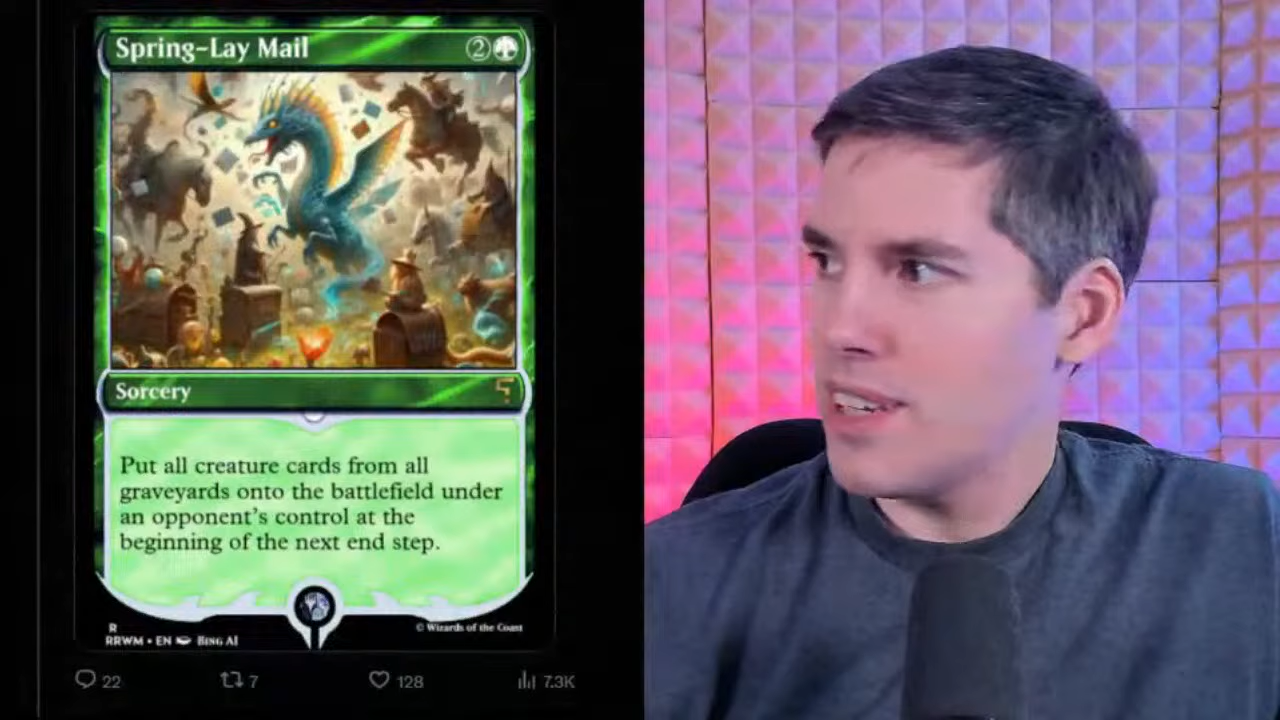 Spring-Lay Mail 2
Sorcery
Put all creature cards from all
graveyards onto the battlefield under
an opponent's control at the
beginning of the next end step.
R
RRWM • EN BING AI
© Wizards of the Coast
22 7 128 7.3K